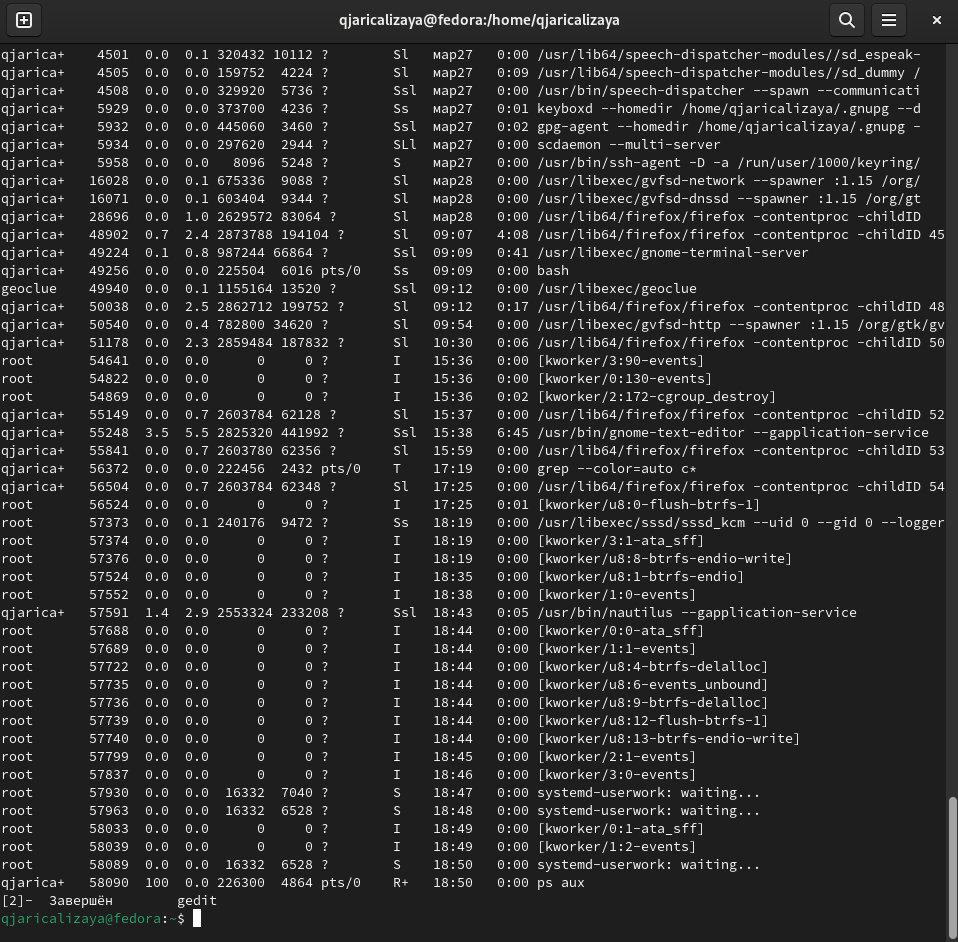 qjaricalizaya@fedora:/home/qjaricalizaya
qjarica+    4501  0.0  0.1 320432 10112 ?        Sl   мар27   0:00 /usr/lib64/speech-dispatcher-modules//sd_espeak-
qjarica+    4505  0.0  0.0 159752  4224 ?        Sl   мар27   0:09 /usr/lib64/speech-dispatcher-modules//sd_dummy /
qjarica+    4508  0.0  0.0 329920  5736 ?        Ssl  мар27   0:00 /usr/bin/speech-dispatcher --spawn --communicati
qjarica+    5929  0.0  0.0 373700  4236 ?        Ss   мар27   0:01 keyboxd --homedir /home/qjaricalizaya/.gnupg --d
qjarica+    5932  0.0  0.0 445060  3460 ?        Ssl  мар27   0:02 gpg-agent --homedir /home/qjaricalizaya/.gnupg -
qjarica+    5934  0.0  0.0 297620  2944 ?        SLl  мар27   0:00 scdaemon --multi-server
qjarica+    5958  0.0  0.0   8096  5248 ?        S    мар27   0:00 /usr/bin/ssh-agent -D -a /run/user/1000/keyring/
qjarica+   16028  0.0  0.1 675336  9088 ?        Sl   мар28   0:00 /usr/libexec/gvfsd-network --spawner :1.15 /org/
qjarica+   16071  0.0  0.1 603404  9344 ?        Sl   мар28   0:00 /usr/libexec/gvfsd-dnssd --spawner :1.15 /org/gt
qjarica+   28696  0.0  1.0 2629572 83064 ?       Sl   мар28   0:00 /usr/lib64/firefox/firefox -contentproc -childID
qjarica+   48902  0.7  2.4 2873788 194104 ?      Sl   09:07   4:08 /usr/lib64/firefox/firefox -contentproc -childID 45
qjarica+   49224  0.1  0.8 987244 66864 ?        Ssl  09:09   0:41 /usr/libexec/gnome-terminal-server
qjarica+   49256  0.0  0.0 225504  6016 pts/0    Ss   09:09   0:00 bash
geoclue    49940  0.0  0.1 1155164 13520 ?       Ssl  09:12   0:00 /usr/libexec/geoclue
qjarica+   50038  0.0  2.5 2862712 199752 ?      Sl   09:12   0:17 /usr/lib64/firefox/firefox -contentproc -childID 48
qjarica+   50540  0.0  0.4 782800 34620 ?        Sl   09:54   0:00 /usr/libexec/gvfsd-http --spawner :1.15 /org/gtk/gv
qjarica+   51178  0.0  2.3 2859484 187832 ?      Sl   10:30   0:06 /usr/lib64/firefox/firefox -contentproc -childID 50
root       54641  0.0  0.0      0     0 ?        I    15:36   0:00 [kworker/3:90-events]
root       54822  0.0  0.0      0     0 ?        I    15:36   0:00 [kworker/0:130-events]
root       54869  0.0  0.0      0     0 ?        I    15:36   0:02 [kworker/2:172-cgroup_destroy]
qjarica+   55149  0.0  0.7 2603784 62128 ?       Sl   15:37   0:00 /usr/lib64/firefox/firefox -contentproc -childID 52
qjarica+   55248  3.5  5.5 2825320 441992 ?      Ssl  15:38   6:45 /usr/bin/gnome-text-editor --gapplication-service
qjarica+   55841  0.0  0.7 2603780 62356 ?       Sl   15:59   0:00 /usr/lib64/firefox/firefox -contentproc -childID 53
qjarica+   56372  0.0  0.0 222456  2432 pts/0    T    17:19   0:00 grep --color=auto c*
qjarica+   56504  0.0  0.7 2603784 62348 ?       Sl   17:25   0:00 /usr/lib64/firefox/firefox -contentproc -childID 54
root       56524  0.0  0.0      0     0 ?        I    17:25   0:01 [kworker/u8:0-flush-btrfs-1]
root       57373  0.0  0.1 240176  9472 ?        Ss   18:19   0:00 /usr/libexec/sssd/sssd_kcm --uid 0 --gid 0 --logger
root       57374  0.0  0.0      0     0 ?        I    18:19   0:00 [kworker/3:1-ata_sff]
root       57376  0.0  0.0      0     0 ?        I    18:19   0:00 [kworker/u8:8-btrfs-endio-write]
root       57524  0.0  0.0      0     0 ?        I    18:35   0:00 [kworker/u8:1-btrfs-endio]
root       57552  0.0  0.0      0     0 ?        I    18:38   0:00 [kworker/1:0-events]
qjarica+   57591  1.4  2.9 2553324 233208 ?      Ssl  18:43   0:05 /usr/bin/nautilus --gapplication-service
root       57688  0.0  0.0      0     0 ?        I    18:44   0:00 [kworker/0:0-ata_sff]
root       57689  0.0  0.0      0     0 ?        I    18:44   0:00 [kworker/1:1-events]
root       57722  0.0  0.0      0     0 ?        I    18:44   0:00 [kworker/u8:4-btrfs-delalloc]
root       57735  0.0  0.0      0     0 ?        I    18:44   0:00 [kworker/u8:6-events_unbound]
root       57736  0.0  0.0      0     0 ?        I    18:44   0:00 [kworker/u8:9-btrfs-delalloc]
root       57739  0.0  0.0      0     0 ?        I    18:44   0:00 [kworker/u8:12-flush-btrfs-1]
root       57740  0.0  0.0      0     0 ?        I    18:44   0:00 [kworker/u8:13-btrfs-endio-write]
root       57799  0.0  0.0      0     0 ?        I    18:45   0:00 [kworker/2:1-events]
root       57837  0.0  0.0      0     0 ?        I    18:46   0:00 [kworker/3:0-events]
root       57930  0.0  0.0  16332  7040 ?        S    18:47   0:00 systemd-userwork: waiting...
root       57963  0.0  0.0  16332  6528 ?        S    18:48   0:00 systemd-userwork: waiting...
root       58033  0.0  0.0      0     0 ?        I    18:49   0:00 [kworker/0:1-ata_sff]
root       58039  0.0  0.0      0     0 ?        I    18:49   0:00 [kworker/1:2-events]
root       58089  0.0  0.0  16332  6528 ?        S    18:50   0:00 systemd-userwork: waiting...
qjarica+   58090  100  0.0 226300  4864 pts/0    R+   18:50   0:00 ps aux
[2]-  Завершён        gedit
qjaricalizaya@fedora:~$